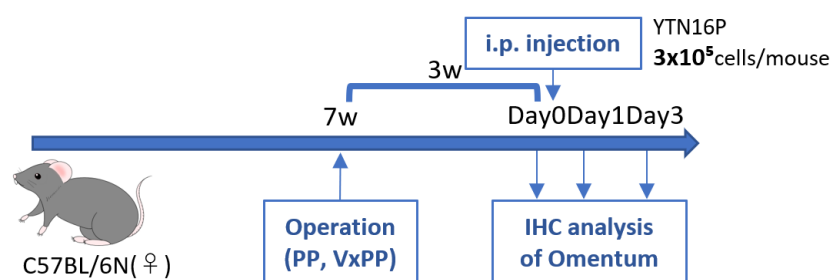 i.p. injection
YTN16P
3x10⁵cells/mouse
3w
7w
Day0Day1Day3
C57BL/6N(♀)
Operation
(PP, VxPP)
IHC analysis
of Omentum